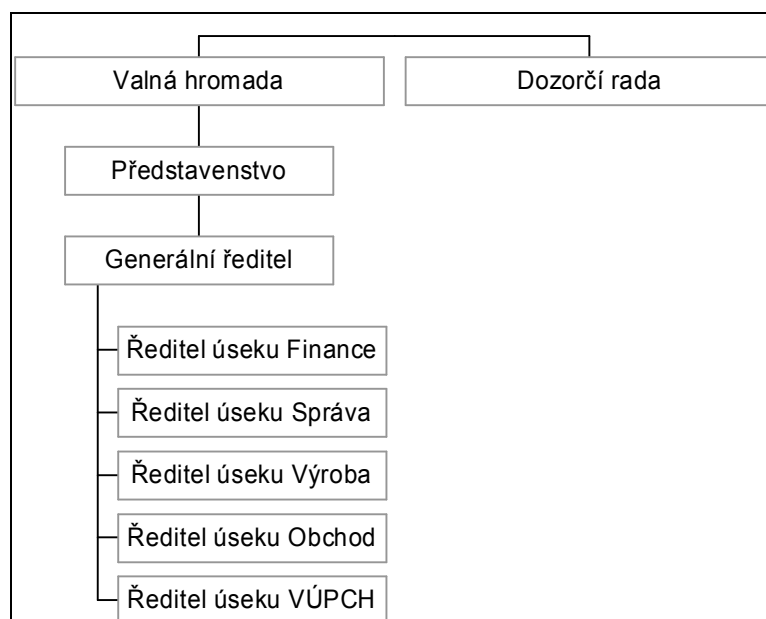 Valná hromada
Dozorčí rada
Představenstvo
Generální ředitel
Ředitel úseku Finance
Ředitel úseku Správa
Ředitel úseku Výroba
Ředitel úseku Obchod
Ředitel úseku VÚPCH